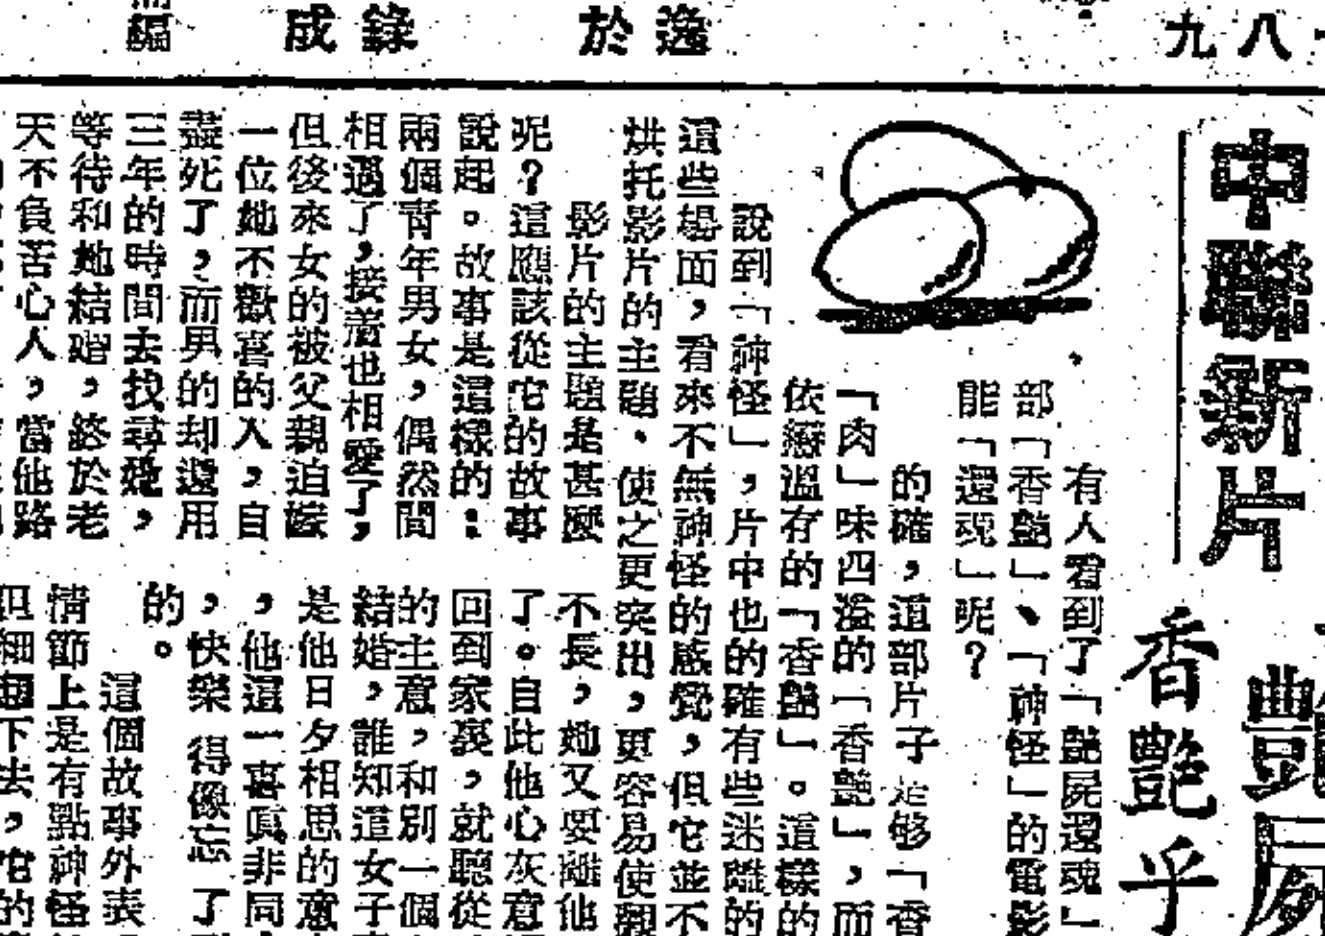 九八
逸於
錄成
編
中聯新片
豔屍
香艷乎
有人看到了「艷屍還魂」
部「香艷」、「神怪」的電影
能「還魂」呢？
的確，這部片子是够「香
「肉」味四溢的「香艷」，而
依戀溫存的「香艷」。這樣的
說到「神怪」，片中也的確有些迷離的
這些場面，看來不無神怪的感覺，但它並不
烘托影片的主題，使之更突出，更容易使觀
影片的主題是甚麼
呢？這應該從它的故事
說起。故事是這樣的：
兩個靑年男女，偶然間
相遇了，接着也相愛了，
但後來女的被父親迫嫁
一位她不歡喜的人，自
盡死了，而男的却還用
三年的時間去找尋她，
等待和她結婚，終於老
天不負苦心人，當他路
不長，她又要離他
了。自此他心灰意
回到家裏，就聽從
的主意，和別一個
結婚，誰知這女子
是他日夕相思的意
，他這一喜眞非同
，快樂得像忘了
的。
這個故事外表
情節上是有點神怪
但細想下去，它的